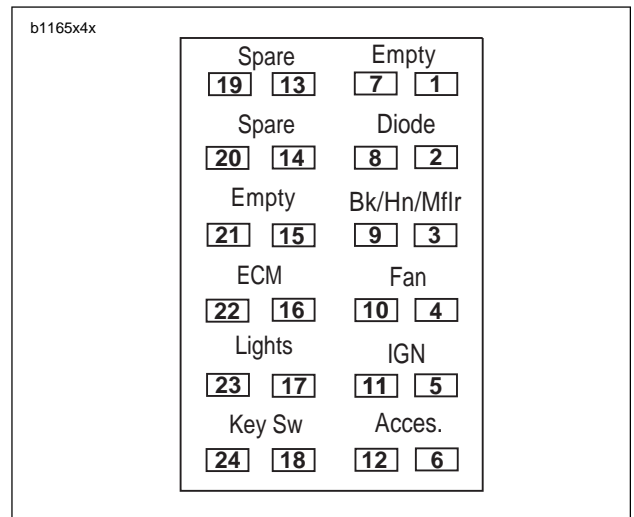 b1165x4x
Spare Empty
19 13 7 1
Spare Diode
20 14 8 2
Empty Bk/Hn/Mflr
21 15 9 3
ECM Fan
22 16 10 4
Lights IGN
23 17 11 5
Key Sw Acces.
24 18 12 6